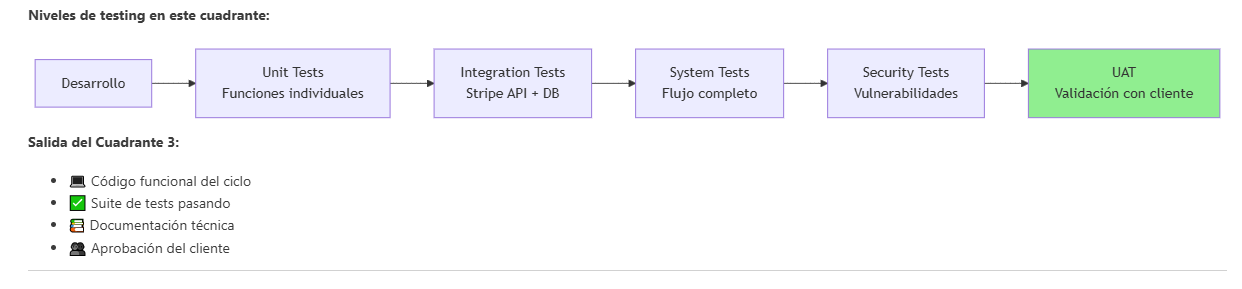 Niveles de testing en este cuadrante:
Desarrollo
Unit Tests
Funciones individuales
Integration Tests
Stripe API + DB
System Tests
Flujo completo
Security Tests
Vulnerabilidades
UAT
Validación con cliente
Salida del Cuadrante 3:
💻 Código funcional del ciclo
✅ Suite de tests pasando
📚 Documentación técnica
👥 Aprobación del cliente